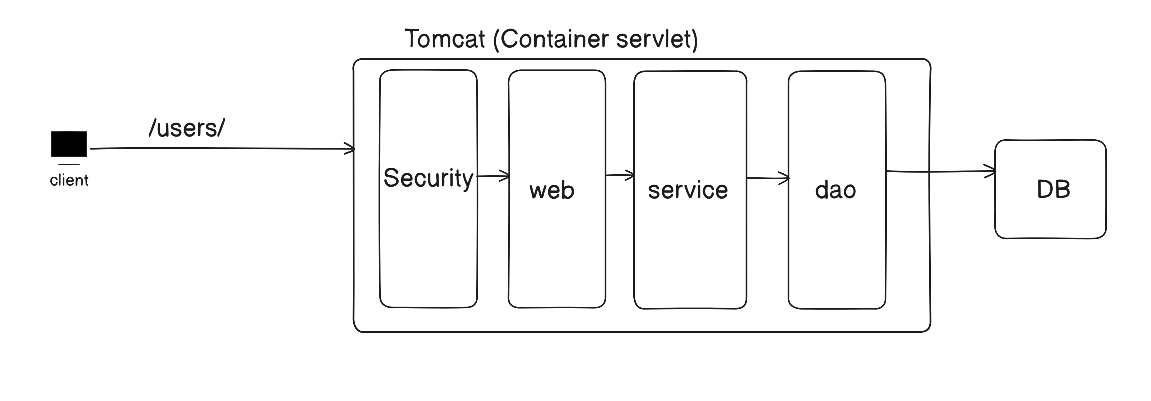 Tomcat (Container servlet)
/users/
client
Security
web
service
dao
DB